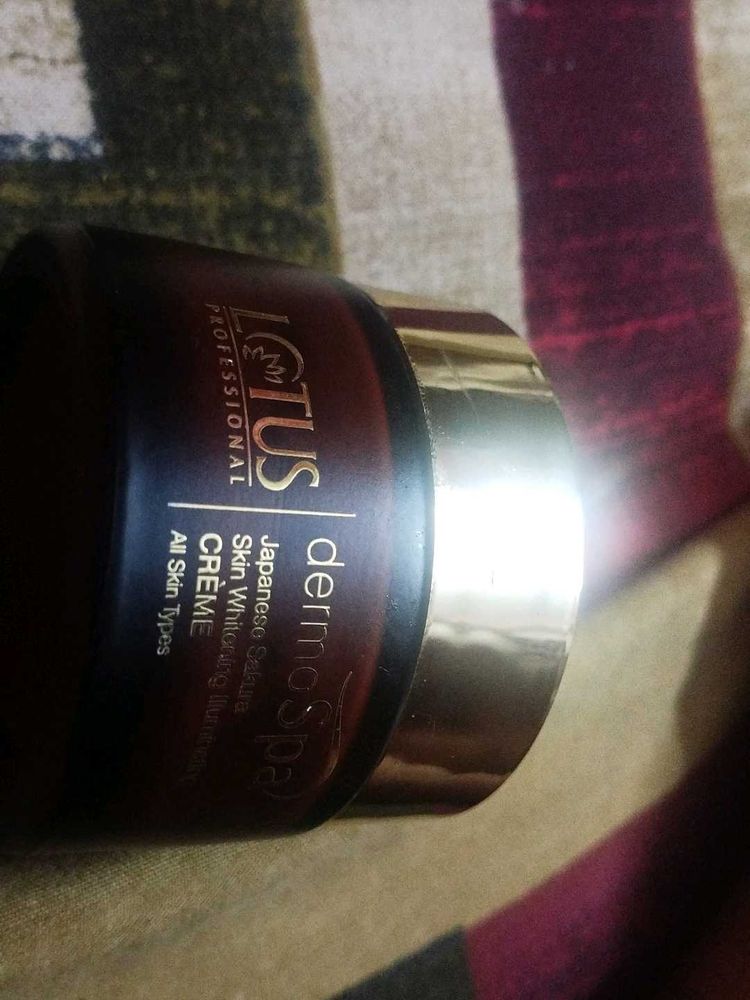 LOTUS
PROFESSIONAL
dermoSpa
Japanese Sakura
Skin Whitening
CRÈME
All Skin Types